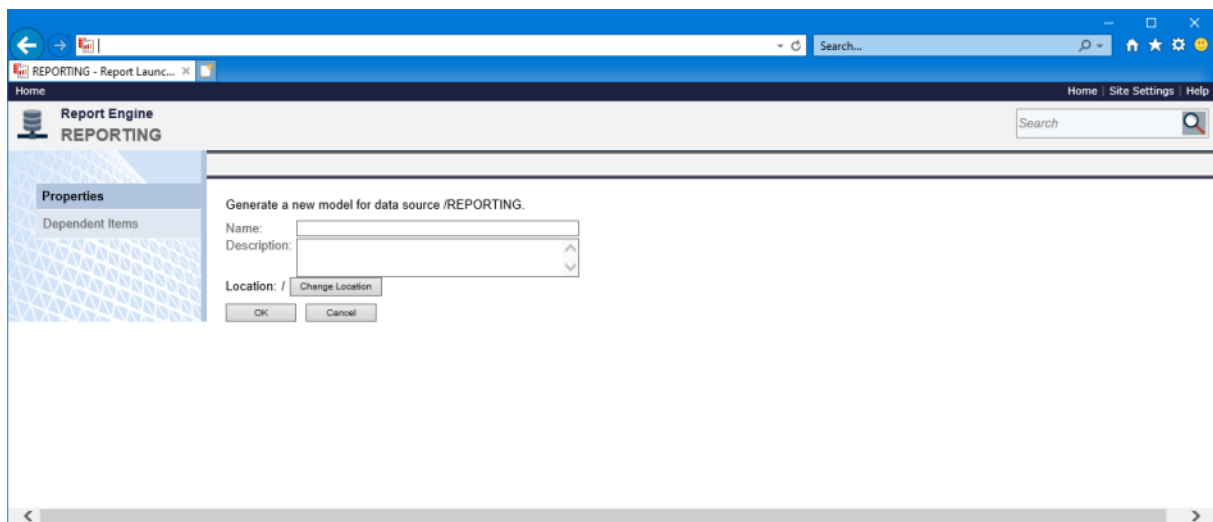 Search...
REPORTING - Report Launc...
Home
Home | Site Settings | Help
Report Engine
REPORTING
Search
Properties
Dependent Items
Generate a new model for data source /REPORTING.
Name:
Description:
Location: / Change Location
OK Cancel